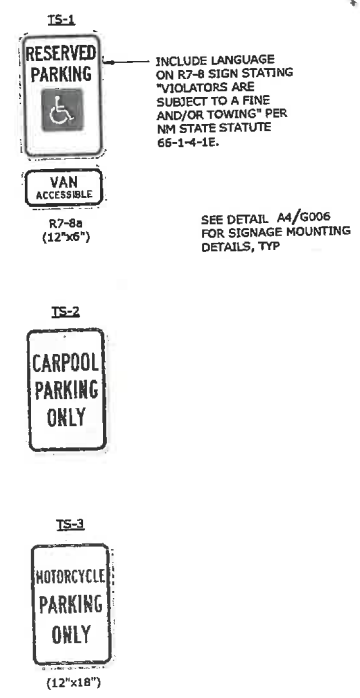 TS-1
RESERVED
PARKING
INCLUDE LANGUAGE
ON R7-8 SIGN STATING
"VIOLATORS ARE
SUBJECT TO A FINE
AND/OR TOWING" PER
NM STATE STATUTE
66-1-4-1E.
VAN
ACCESSIBLE
R7-8a
(12"x6")
SEE DETAIL A4/G006
FOR SIGNAGE MOUNTING
DETAILS, TYP
TS-2
CARPOOL
PARKING
ONLY
TS-3
MOTORCYCLE
PARKING
ONLY
(12"x18")